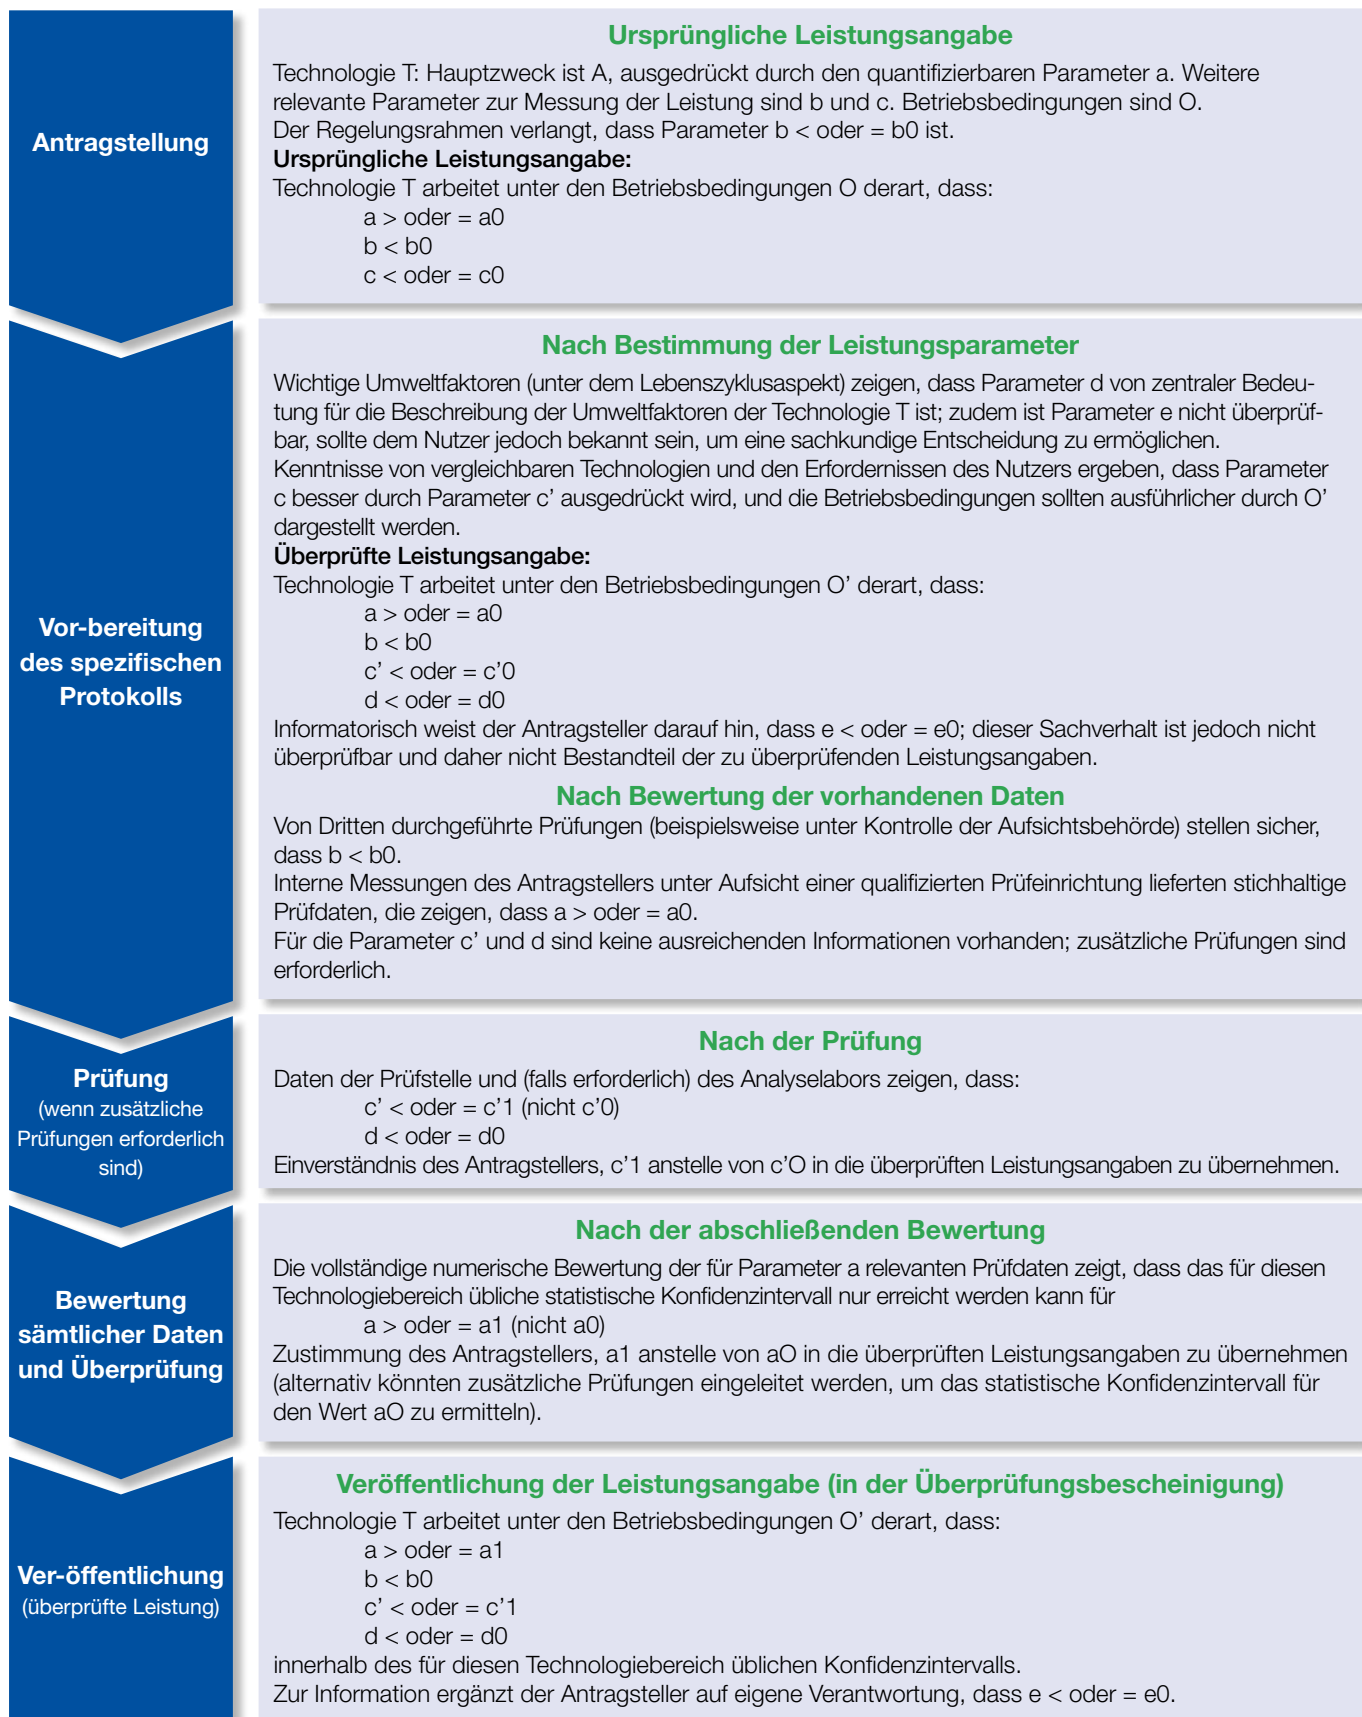 Antragstellung
Ursprüngliche Leistungsangabe
Technologie T: Hauptzweck ist A, ausgedrückt durch den quantifizierbaren Parameter a. Weitere
relevante Parameter zur Messung der Leistung sind b und c. Betriebsbedingungen sind O.
Der Regelungsrahmen verlangt, dass Parameter b < oder = b0 ist.
Ursprüngliche Leistungsangabe:
Technologie T arbeitet unter den Betriebsbedingungen O derart, dass:
a > oder = a0
b < b0
c < oder = c0
Vor-bereitung
des spezifischen
Protokolls
Nach Bestimmung der Leistungsparameter
Wichtige Umweltfaktoren (unter dem Lebenszyklusaspekt) zeigen, dass Parameter d von zentraler Bedeu-
tung für die Beschreibung der Umweltfaktoren der Technologie T ist; zudem ist Parameter e nicht überprüf-
bar, sollte dem Nutzer jedoch bekannt sein, um eine sachkundige Entscheidung zu ermöglichen.
Kenntnisse von vergleichbaren Technologien und den Erfordernissen des Nutzers ergeben, dass Parameter
c besser durch Parameter c’ ausgedrückt wird, und die Betriebsbedingungen sollten ausführlicher durch O’
dargestellt werden.
Überprüfte Leistungsangabe:
Technologie T arbeitet unter den Betriebsbedingungen O’ derart, dass:
a > oder = a0
b < b0
c’ < oder = c’0
d < oder = d0
Informatorisch weist der Antragsteller darauf hin, dass e < oder = e0; dieser Sachverhalt ist jedoch nicht
überprüfbar und daher nicht Bestandteil der zu überprüfenden Leistungsangaben.
Nach Bewertung der vorhandenen Daten
Von Dritten durchgeführte Prüfungen (beispielsweise unter Kontrolle der Aufsichtsbehörde) stellen sicher,
dass b < b0.
Interne Messungen des Antragstellers unter Aufsicht einer qualifizierten Prüfeinrichtung lieferten stichhaltige
Prüfdaten, die zeigen, dass a > oder = a0.
Für die Parameter c’ und d sind keine ausreichenden Informationen vorhanden; zusätzliche Prüfungen sind
erforderlich.
Prüfung
(wenn zusätzliche
Prüfungen erforderlich
sind)
Nach der Prüfung
Daten der Prüfstelle und (falls erforderlich) des Analyselabors zeigen, dass:
c’ < oder = c’1 (nicht c’0)
d < oder = d0
Einverständnis des Antragstellers, c’1 anstelle von c’O in die überprüften Leistungsangaben zu übernehmen.
Bewertung
sämtlicher Daten
und Überprüfung
Nach der abschließenden Bewertung
Die vollständige numerische Bewertung der für Parameter a relevanten Prüfdaten zeigt, dass das für diesen
Technologiebereich übliche statistische Konfidenzintervall nur erreicht werden kann für
a > oder = a1 (nicht a0)
Zustimmung des Antragstellers, a1 anstelle von aO in die überprüften Leistungsangaben zu übernehmen
(alternativ könnten zusätzliche Prüfungen eingeleitet werden, um das statistische Konfidenzintervall für
den Wert aO zu ermitteln).
Ver-öffentlichung
(überprüfte Leistung)
Veröffentlichung der Leistungsangabe (in der Überprüfungsbescheinigung)
Technologie T arbeitet unter den Betriebsbedingungen O’ derart, dass:
a > oder = a1
b < b0
c’ < oder = c’1
d < oder = d0
innerhalb des für diesen Technologiebereich üblichen Konfidenzintervalls.
Zur Information ergänzt der Antragsteller auf eigene Verantwortung, dass e < oder = e0.